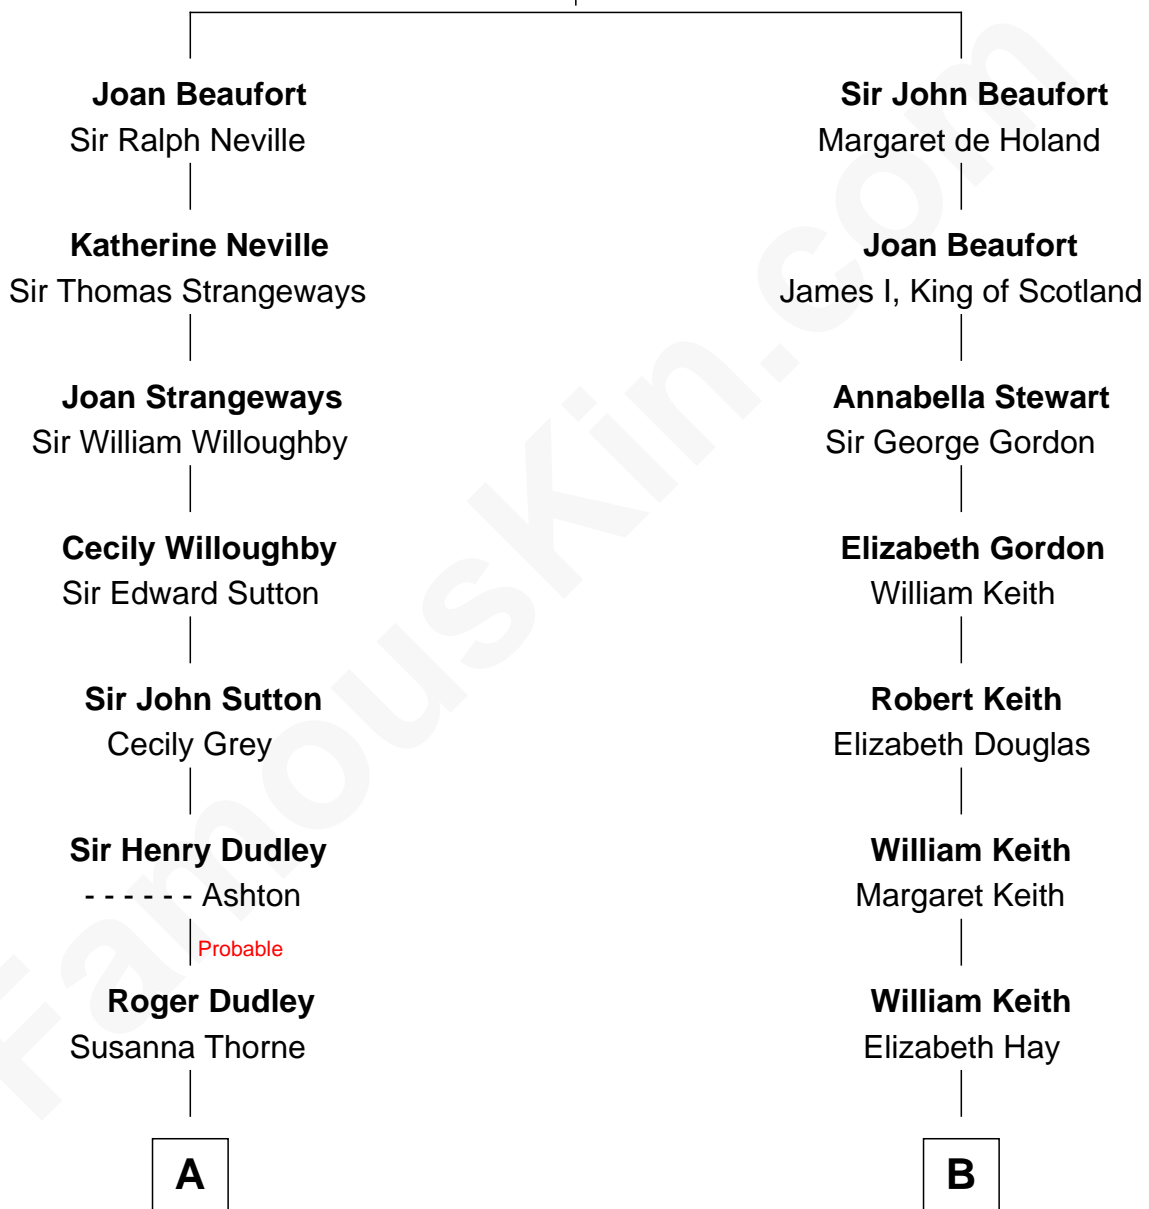 Joan Beaufort
Sir Ralph Neville
Katherine Neville
Sir Thomas Strangeways
Joan Strangeways
Sir William Willoughby
Cecily Willoughby
Sir Edward Sutton
Sir John Sutton
Cecily Grey
Sir Henry Dudley
- - - - - - Ashton
Probable
Roger Dudley
Susanna Thorne
A
Sir John Beaufort
Margaret de Holand
Joan Beaufort
James I, King of Scotland
Annabella Stewart
Sir George Gordon
Elizabeth Gordon
William Keith
Robert Keith
Elizabeth Douglas
William Keith
Margaret Keith
William Keith
Elizabeth Hay
B
FamousKin.com